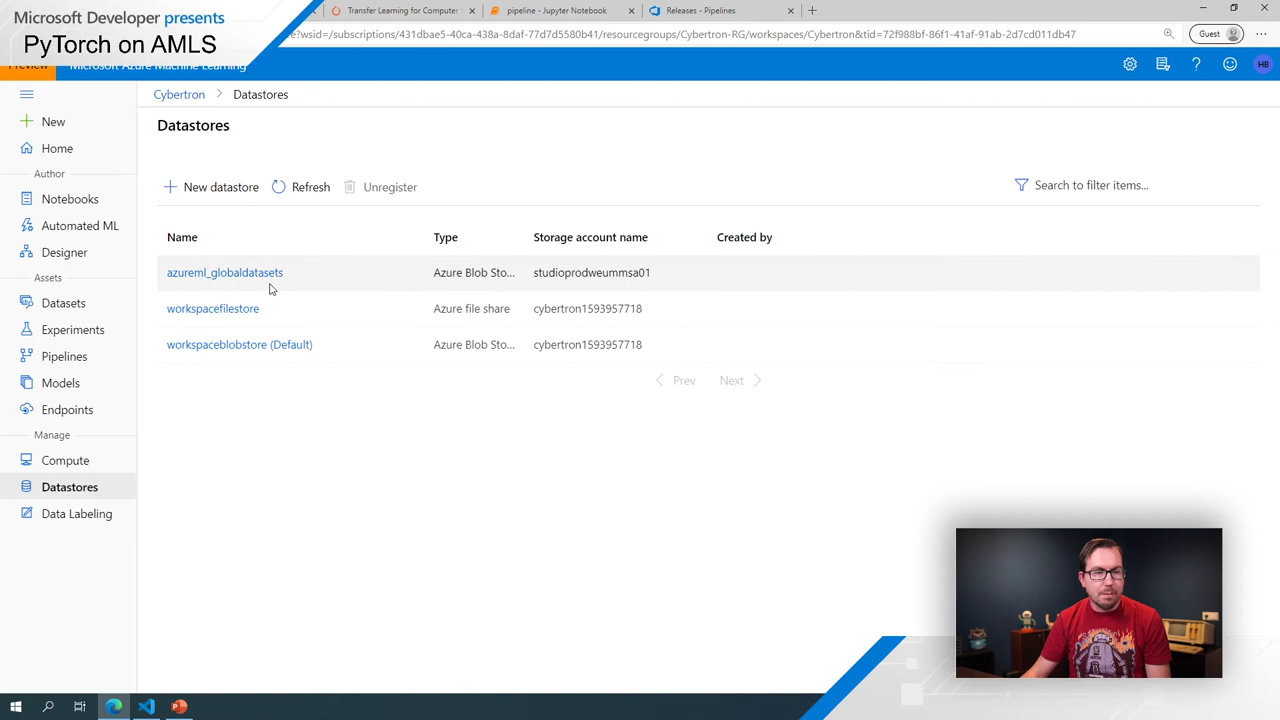 Microsoft Developer presents
PyTorch on AMLS
Transfer Learning for Computer
pipeline - Jupyter Notebook
Releases - Pipelines
e?wsid=/subscriptions/431dbae5-40ca-438a-8daf-77d7d5580b41/resourcegroups/Cybertron-RG/workspaces/Cybertron&tid=72f988bf-86f1-41af-91ab-2d7cd011db47
Guest
Preview
Microsoft Azure Machine Learning
HB
Cybertron > Datastores
Datastores
New datastore
Refresh
Unregister
Search to filter items...
Name Type Storage account name Created by
azureml_globaldatasets Azure Blob Sto... studioprodweummsa01
workspacefilestore Azure file share cybertron1593957718
workspaceblobstore (Default) Azure Blob Sto... cybertron1593957718
Prev Next
New
Home
Author
Notebooks
Automated ML
Designer
Assets
Datasets
Experiments
Pipelines
Models
Endpoints
Manage
Compute
Datastores
Data Labeling